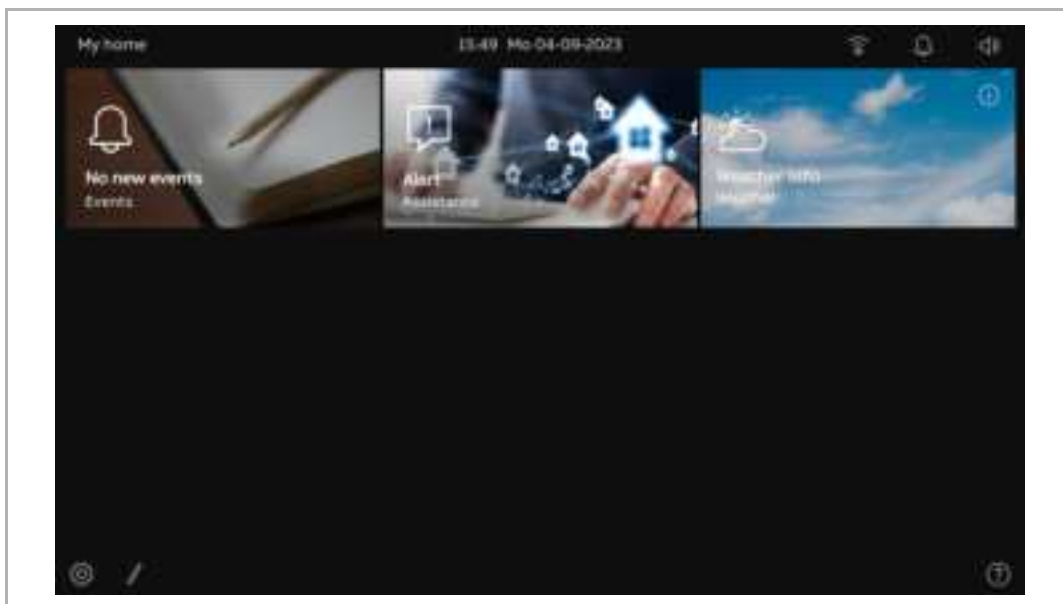 My home
15:49 Mo 04-09-2023
No new events
Events
Alert
Assistance
Weather info
Weather